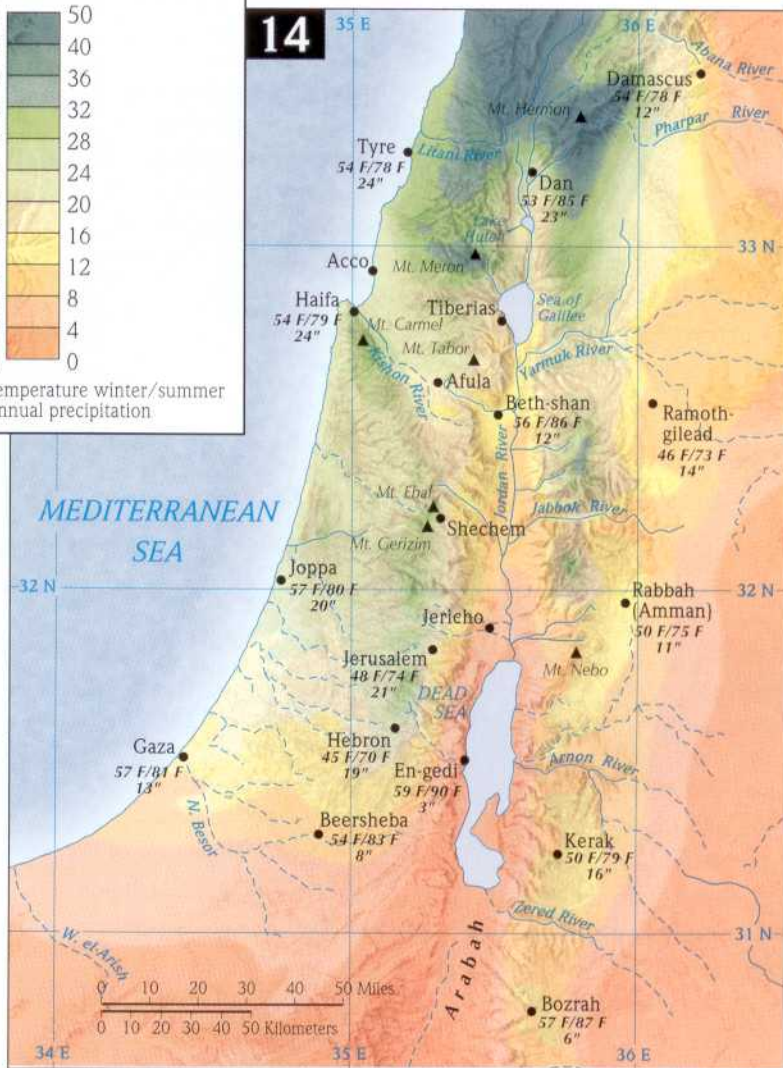 50
40
36
32
28
24
20
16
12
8
4
0
emperature winter/summer
nnual precipitation
14
35 E
36 E
Abana River
Damascus
54 F/78 F
12"
Mt. Hermon
Pharpar River
Tyre
54 F/78 F
24"
Litani River
Dan
53 F/85 F
23"
Lake
Huleh
33 N
Acco
Mt. Meron
Haifa
54 F/79 F
24"
Mt. Carmel
Tiberias
Sea of
Galilee
Mt. Tabor
Kishon River
Yarmuk River
Afula
Beth-shan
56 F/86 F
12"
Ramoth-
gilead
46 F/73 F
14"
Jordan River
MEDITERRANEAN
SEA
Mt. Ebal
Shechem
Mt. Gerizim
Jabbok River
Joppa
57 F/80 F
20"
32 N
32 N
Rabbah
(Amman)
50 F/75 F
11"
Jericho
Jerusalem
48 F/74 F
21"
Mt. Nebo
DEAD
SEA
Hebron
45 F/70 F
19"
Gaza
57 F/81 F
13"
En-gedi
59 F/90 F
3"
Arnon River
N. Besor
Beersheba
54 F/83 F
8"
Kerak
50 F/79 F
16"
Zered River
W. el-Arish
31 N
Arabah
0 10 20 30 40 50 Miles
0 10 20 30 40 50 Kilometers
Bozrah
57 F/87 F
6"
34 E
35 E
36 E